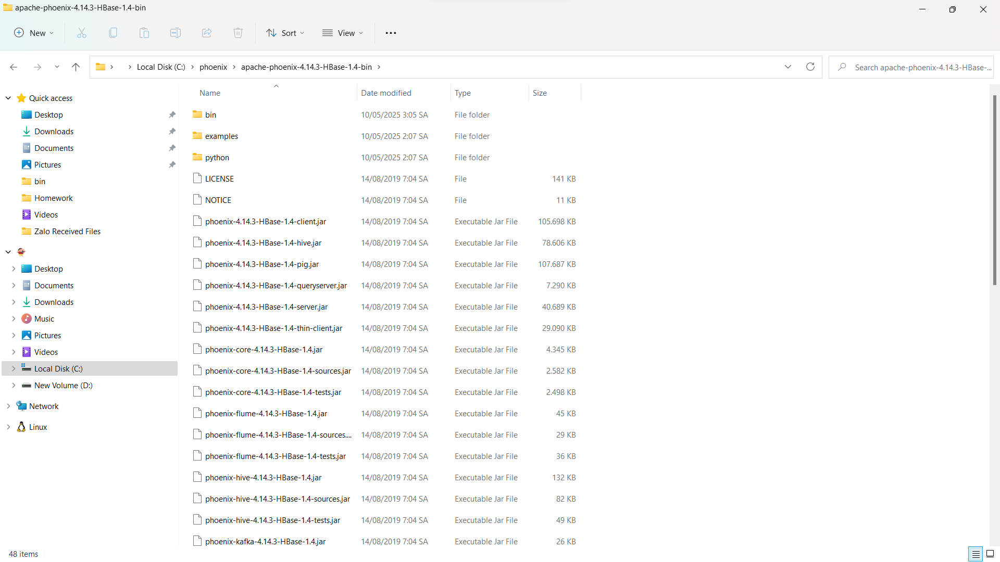 apache-phoenix-4.14.3-HBase-1.4-bin
New Sort View
Local Disk (C:) phoenix apache-phoenix-4.14.3-HBase-1.4-bin Search apache-phoenix-4.14.3-HBase-...
Quick access
Desktop
Downloads
Documents
Pictures
bin
Homework
Videos
Zalo Received Files
Desktop
Documents
Downloads
Music
Pictures
Videos
Local Disk (C:)
New Volume (D:)
Network
Linux
Name Date modified Type Size
bin 10/05/2025 3:05 SA File folder
examples 10/05/2025 2:07 SA File folder
python 10/05/2025 2:07 SA File folder
LICENSE 14/08/2019 7:04 SA File 141 KB
NOTICE 14/08/2019 7:04 SA File 11 KB
phoenix-4.14.3-HBase-1.4-client.jar 14/08/2019 7:04 SA Executable Jar File 105.698 KB
phoenix-4.14.3-HBase-1.4-hive.jar 14/08/2019 7:04 SA Executable Jar File 78.606 KB
phoenix-4.14.3-HBase-1.4-pig.jar 14/08/2019 7:04 SA Executable Jar File 107.687 KB
phoenix-4.14.3-HBase-1.4-queryserver.jar 14/08/2019 7:04 SA Executable Jar File 7.290 KB
phoenix-4.14.3-HBase-1.4-server.jar 14/08/2019 7:04 SA Executable Jar File 40.689 KB
phoenix-4.14.3-HBase-1.4-thin-client.jar 14/08/2019 7:04 SA Executable Jar File 29.090 KB
phoenix-core-4.14.3-HBase-1.4.jar 14/08/2019 7:04 SA Executable Jar File 4.345 KB
phoenix-core-4.14.3-HBase-1.4-sources.jar 14/08/2019 7:04 SA Executable Jar File 2.582 KB
phoenix-core-4.14.3-HBase-1.4-tests.jar 14/08/2019 7:04 SA Executable Jar File 2.498 KB
phoenix-flume-4.14.3-HBase-1.4.jar 14/08/2019 7:04 SA Executable Jar File 45 KB
phoenix-flume-4.14.3-HBase-1.4-sources.... 14/08/2019 7:04 SA Executable Jar File 29 KB
phoenix-flume-4.14.3-HBase-1.4-tests.jar 14/08/2019 7:04 SA Executable Jar File 36 KB
phoenix-hive-4.14.3-HBase-1.4.jar 14/08/2019 7:04 SA Executable Jar File 132 KB
phoenix-hive-4.14.3-HBase-1.4-sources.jar 14/08/2019 7:04 SA Executable Jar File 82 KB
phoenix-hive-4.14.3-HBase-1.4-tests.jar 14/08/2019 7:04 SA Executable Jar File 49 KB
phoenix-kafka-4.14.3-HBase-1.4.jar 14/08/2019 7:04 SA Executable Jar File 26 KB
48 items